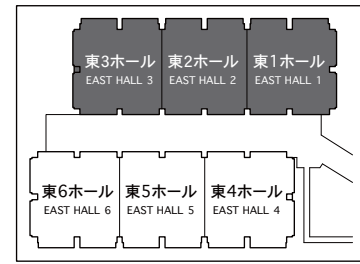 東3ホール
EAST HALL 3
東2ホール
EAST HALL 2
東1ホール
EAST HALL 1
東6ホール
EAST HALL 6
東5ホール
EAST HALL 5
東4ホール
EAST HALL 4